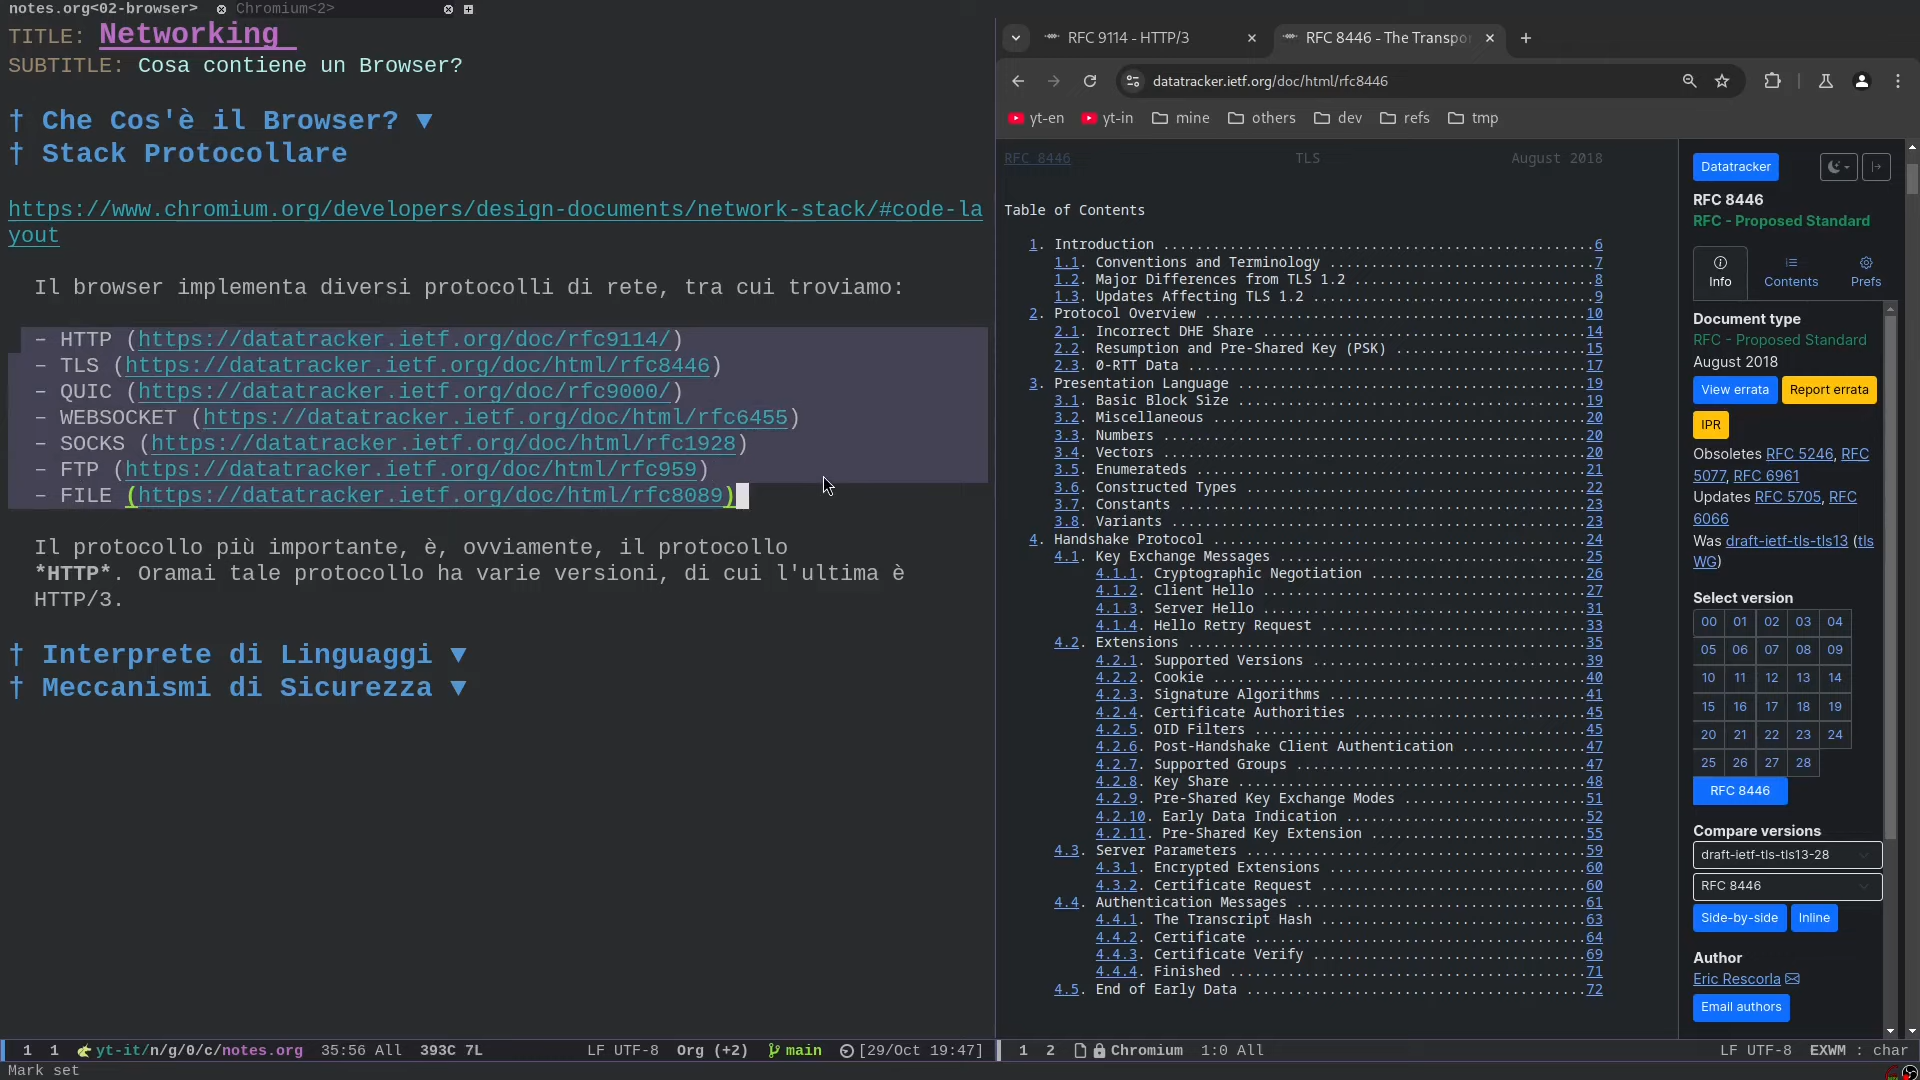 notes.org<02-browser>
Chromium<2>
TITLE: Networking
SUBTITLE: Cosa contiene un Browser?
† Che Cos'è il Browser? ▼
† Stack Protocollare
https://www.chromium.org/developers/design-documents/network-stack/#code-la
yout
Il browser implementa diversi protocolli di rete, tra cui troviamo:
- HTTP (https://datatracker.ietf.org/doc/rfc9114/)
- TLS (https://datatracker.ietf.org/doc/html/rfc8446)
- QUIC (https://datatracker.ietf.org/doc/rfc9000/)
- WEBSOCKET (https://datatracker.ietf.org/doc/html/rfc6455)
- SOCKS (https://datatracker.ietf.org/doc/html/rfc1928)
- FTP (https://datatracker.ietf.org/doc/html/rfc959)
- FILE (https://datatracker.ietf.org/doc/html/rfc8089)
Il protocollo più importante, è, ovviamente, il protocollo
*HTTP*. Oramai tale protocollo ha varie versioni, di cui l'ultima è
HTTP/3.
† Interprete di Linguaggi ▼
† Meccanismi di Sicurezza ▼
1 1 yt-it/n/g/0/c/notes.org 35:56 All 393C 7L LF UTF-8 Org (+2) main [29/Oct 19:47]
Mark set
RFC 9114 - HTTP/3
RFC 8446 - The Transpo
datatracker.ietf.org/doc/html/rfc8446
yt-en yt-in mine others dev refs tmp
RFC 8446 TLS August 2018
Table of Contents
1. Introduction ....................................................6
1.1. Conventions and Terminology ...............................7
1.2. Major Differences from TLS 1.2 ............................8
1.3. Updates Affecting TLS 1.2 .................................9
2. Protocol Overview ..............................................10
2.1. Incorrect DHE Share .......................................14
2.2. Resumption and Pre-Shared Key (PSK) .......................15
2.3. 0-RTT Data ................................................17
3. Presentation Language ..........................................19
3.1. Basic Block Size ..........................................19
3.2. Miscellaneous .............................................20
3.3. Numbers ...................................................20
3.4. Vectors ...................................................20
3.5. Enumerateds ...............................................21
3.6. Constructed Types .........................................22
3.7. Constants .................................................23
3.8. Variants ..................................................23
4. Handshake Protocol .............................................24
4.1. Key Exchange Messages .....................................25
4.1.1. Cryptographic Negotiation ..........................26
4.1.2. Client Hello .......................................27
4.1.3. Server Hello .......................................31
4.1.4. Hello Retry Request ................................33
4.2. Extensions ................................................35
4.2.1. Supported Versions .................................39
4.2.2. Cookie .............................................40
4.2.3. Signature Algorithms ...............................41
4.2.4. Certificate Authorities ............................45
4.2.5. OID Filters ........................................45
4.2.6. Post-Handshake Client Authentication ...............47
4.2.7. Supported Groups ...................................47
4.2.8. Key Share ..........................................48
4.2.9. Pre-Shared Key Exchange Modes ......................51
4.2.10. Early Data Indication .............................52
4.2.11. Pre-Shared Key Extension ..........................55
4.3. Server Parameters .........................................59
4.3.1. Encrypted Extensions ...............................60
4.3.2. Certificate Request ................................60
4.4. Authentication Messages ...................................61
4.4.1. The Transcript Hash ................................63
4.4.2. Certificate ........................................64
4.4.3. Certificate Verify .................................69
4.4.4. Finished ...........................................71
4.5. End of Early Data .........................................72
Datatracker
RFC 8446
RFC - Proposed Standard
Info Contents Prefs
Document type
RFC - Proposed Standard
August 2018
View errata Report errata
IPR
Obsoletes RFC 5246, RFC
5077, RFC 6961
Updates RFC 5705, RFC
6066
Was draft-ietf-tls-tls13 (tls
WG)
Select version
00 01 02 03 04
05 06 07 08 09
10 11 12 13 14
15 16 17 18 19
20 21 22 23 24
25 26 27 28
RFC 8446
Compare versions
draft-ietf-tls-tls13-28
RFC 8446
Side-by-side Inline
Author
Eric Rescorla
Email authors
1 2 Chromium 1:0 All LF UTF-8 EXWM : char